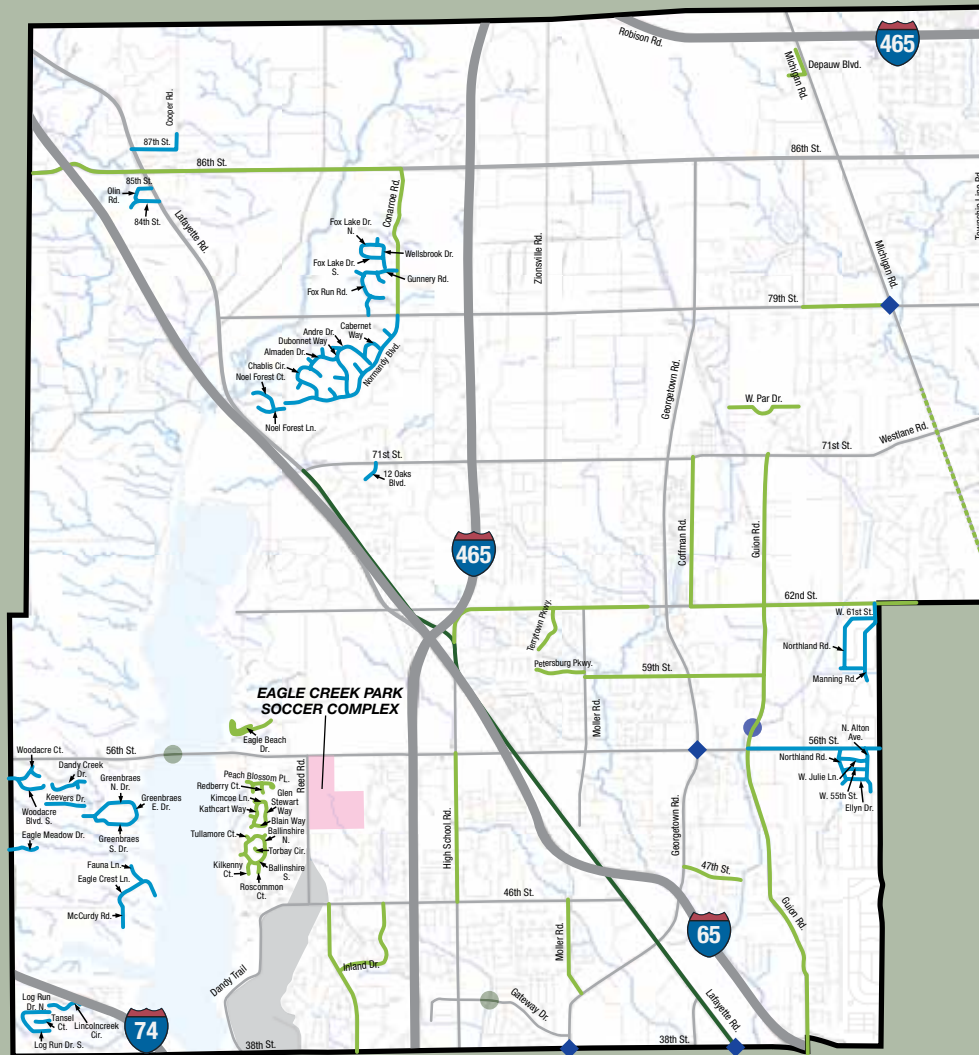 Robison Rd.
465
Michigan Rd.
Depauw Blvd.
Cooper Rd.
87th St.
86th St.
86th St.
85th St.
Olin
Rd.
84th St.
Lafayette Rd.
Conarroe Rd.
Zionsville Rd.
Township Line Rd.
Fox Lake Dr.
N.
Wellsbrook Dr.
Fox Lake Dr.
S.
Gunnery Rd.
Fox Run Rd.
Michigan Rd.
79th St.
Cabernet
Way
Andre Dr.
Dubonnet Way
Almaden Dr.
Chablis Cir.
Noel Forest Ct.
Normandy Blvd.
Noel Forest Ln.
Georgetown Rd.
W. Par Dr.
Westlane Rd.
71st St.
71st St.
12 Oaks
Blvd.
465
Coffman Rd.
Guion Rd.
62nd St.
W. 61st St.
Terrytown Pkwy.
Northland Rd.
Petersburg Pkwy.
59th St.
Manning Rd.
EAGLE CREEK PARK
SOCCER COMPLEX
Moller Rd.
Eagle Beach
Dr.
N. Alton
Ave.
56th St.
56th St.
Woodacre Ct.
Dandy Creek
Dr.
Reed Rd.
Northland Rd.
Greenbraes
N. Dr.
Peach Blossom PL.
W. Julie Ln.
Redberry Ct.
Glen
Stewart
Way
Keevers Dr.
Greenbraes
E. Dr.
Kimcoe Ln.
W. 55th St.
Kathcart Way
Ellyn Dr.
Woodacre
Blvd. S.
Blain Way
Eagle Meadow Dr.
Greenbraes
S. Dr.
Tullamore Ct.
Ballinshire
N.
Torbay Cir.
High School Rd.
Georgetown Rd.
Fauna Ln.
Kilkenny
Ct.
Ballinshire
S.
47th St.
Eagle Crest Ln.
Roscommon
Ct.
46th St.
McCurdy Rd.
Guion Rd.
65
Moller Rd.
Inland Dr.
Dandy Trail
Log Run
Dr. N.
Gateway Dr.
Lafayette Rd.
Tansel
Ct.
Lincolncreek
Cir.
74
Log Run Dr. S.
38th St.
38th St.